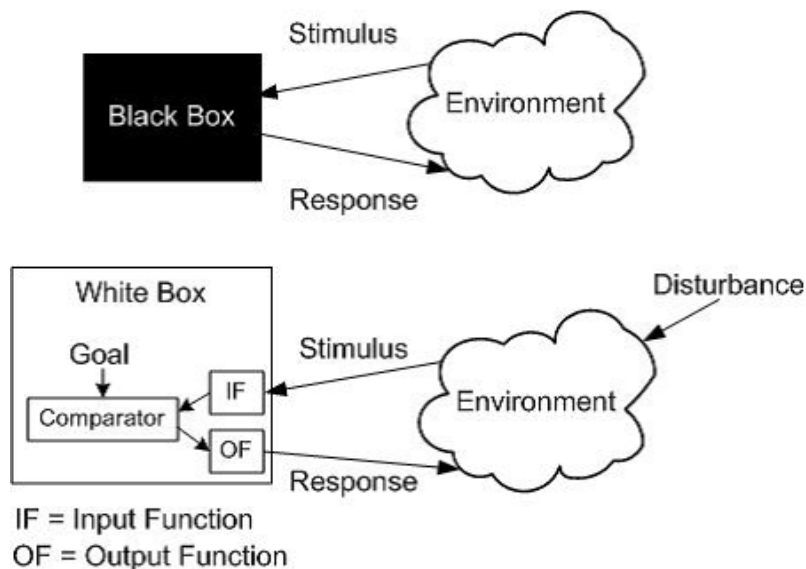 Stimulus
Black Box
Environment
Response
White Box
Disturbance
Goal
Stimulus
IF
Environment
Comparator
OF
Response
IF = Input Function
OF = Output Function